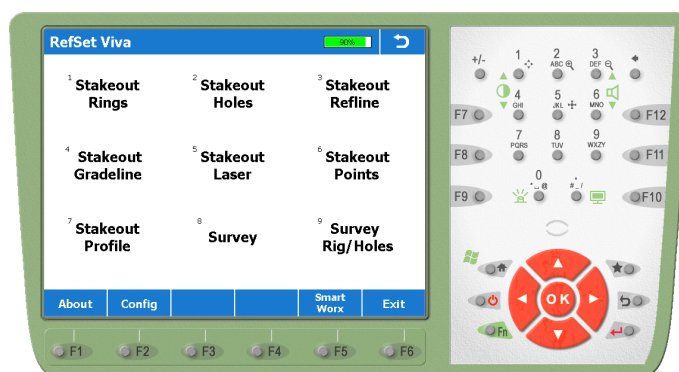 RefSet Viva
90%
1 Stakeout Rings
2 Stakeout Holes
3 Stakeout Refline
4 Stakeout Gradeline
5 Stakeout Laser
6 Stakeout Points
7 Stakeout Profile
8 Survey
9 Survey Rig/Holes
About Config Smart Worx Exit
F1 F2 F3 F4 F5 F6
+/- 1 2 3
ABC DEF
4 5 6
GHI JKL MNO
F7 F12
7 8 9
PQRS TUV WXZY
F8 F11
0 .
* ␣ @ # _ /
F9 F10
OK
Fn